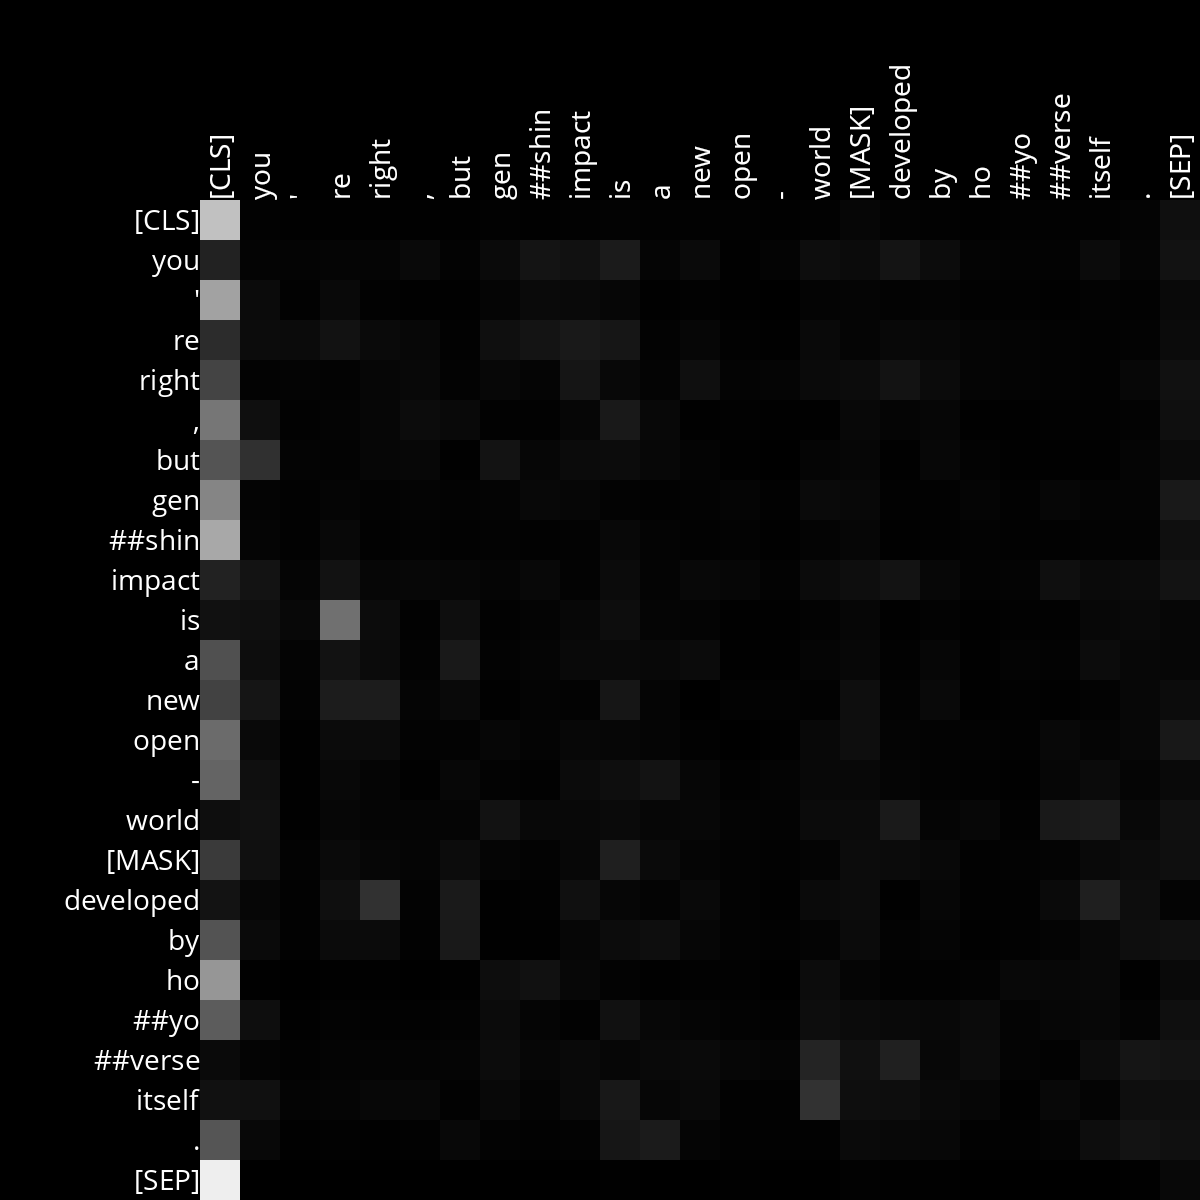 [CLS] you ' re right , but gen ##shin impact is a new open - world [MASK] developed by ho ##yo ##verse itself . [SEP]
[CLS]
you
'
re
right
,
but
gen
##shin
impact
is
a
new
open
-
world
[MASK]
developed
by
ho
##yo
##verse
itself
.
[SEP]